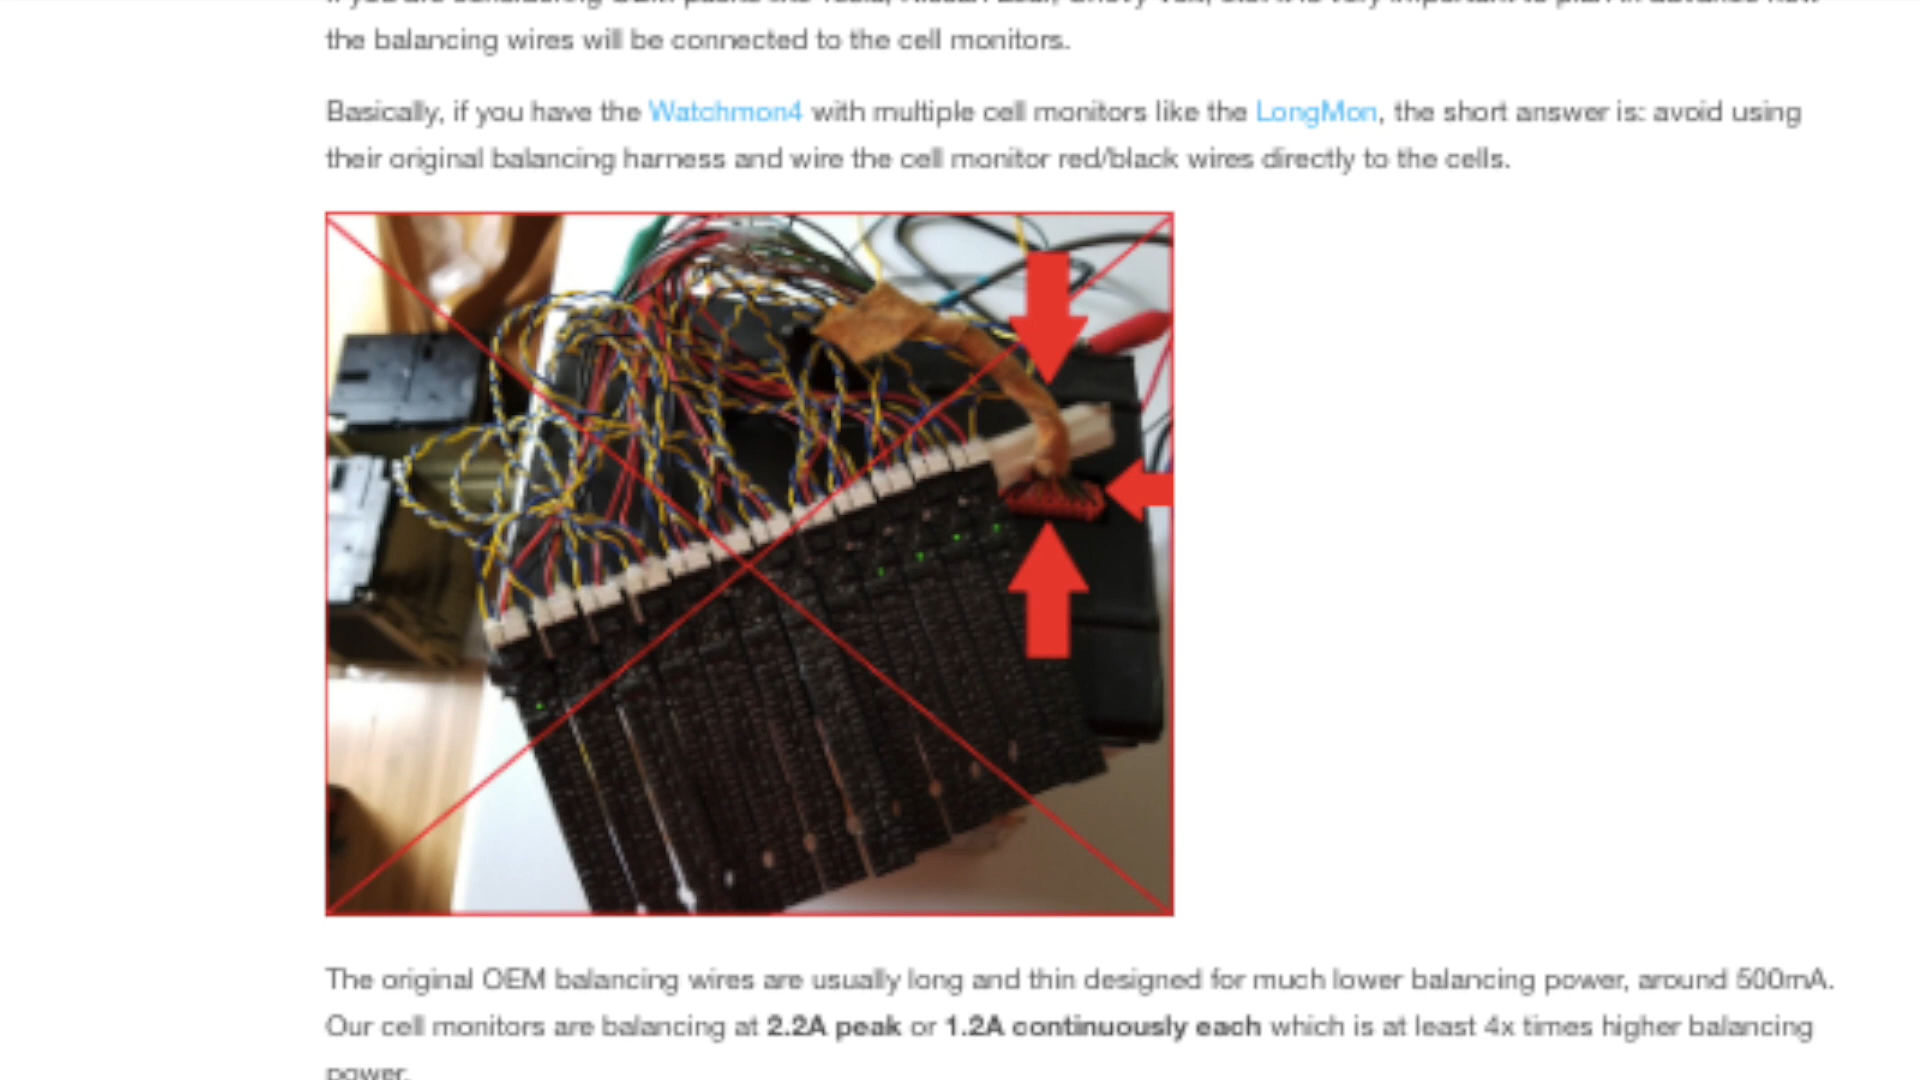 the balancing wires will be connected to the cell monitors.
Basically, if you have the Watchmon4 with multiple cell monitors like the LongMon, the short answer is: avoid using
their original balancing harness and wire the cell monitor red/black wires directly to the cells.
The original OEM balancing wires are usually long and thin designed for much lower balancing power, around 500mA.
Our cell monitors are balancing at 2.2A peak or 1.2A continuously each which is at least 4x times higher balancing
power.